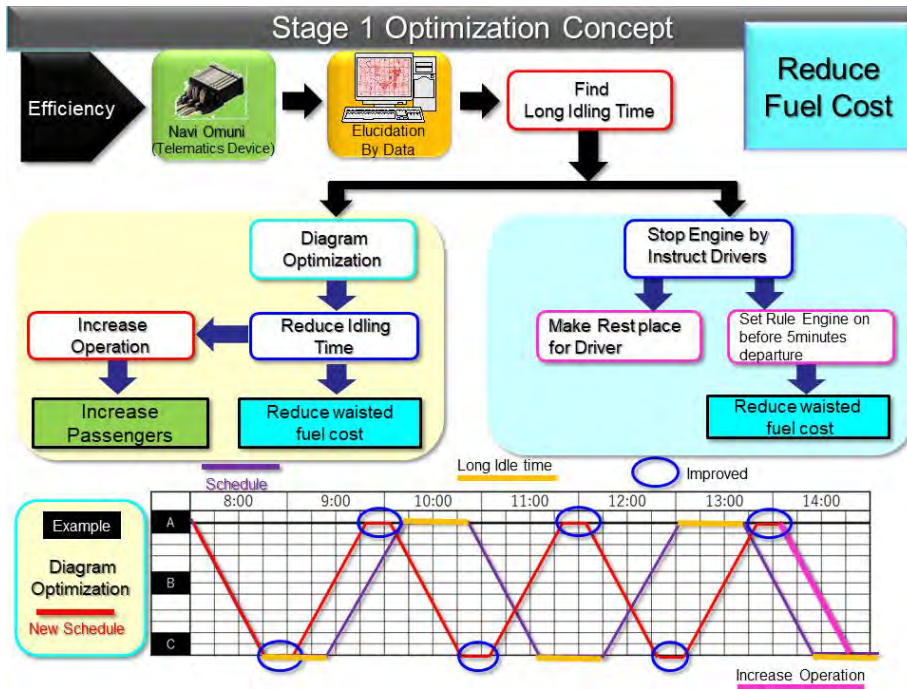 Stage 1 Optimization Concept
Efficiency
Navi Omuni
(Telematics Device)
Elucidation
By Data
Find
Long Idling Time
Reduce
Fuel Cost
Diagram
Optimization
Stop Engine by
Instruct Drivers
Increase
Operation
Reduce Idling
Time
Make Rest place
for Driver
Set Rule Engine on
before 5minutes
departure
Increase
Passengers
Reduce waisted
fuel cost
Reduce waisted
fuel cost
Schedule
Long Idle time
Improved
8:00 9:00 10:00 11:00 12:00 13:00 14:00
Example
Diagram
Optimization
New Schedule
A
B
C
Increase Operation